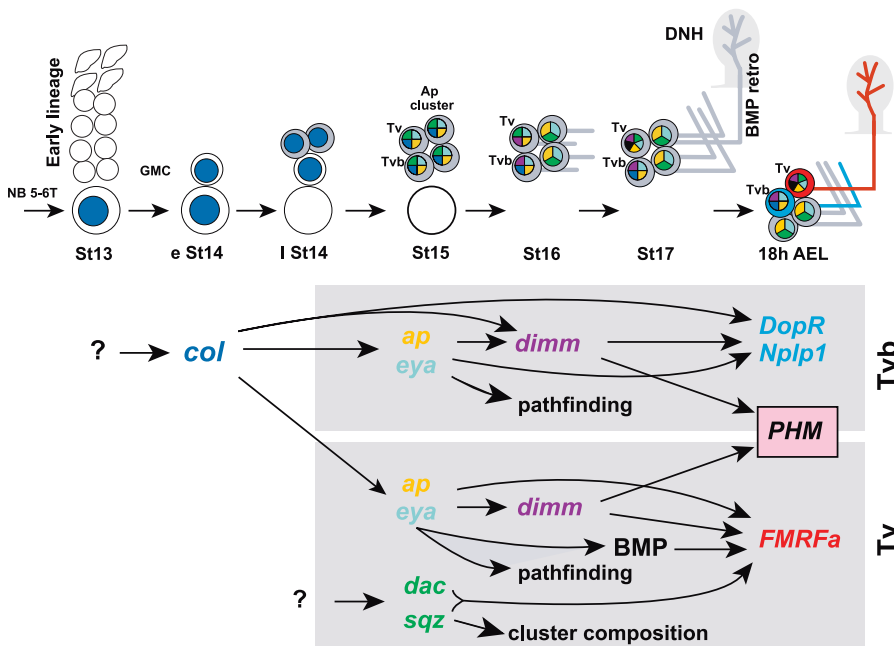 DNH
BMP retro
Early lineage
Ap
cluster
Tv
Tvb
Tv
Tvb
Tv
Tvb
Tv
Tvb
GMC
NB 5-6T
St13
e St14
l St14
St15
St16
St17
18h AEL
? col
ap
eya
dimm
pathfinding
DopR
Nplp1
Tvb
PHM
ap
eya
dimm
BMP
pathfinding
FMRFa
Tv
?
dac
sqz
cluster composition